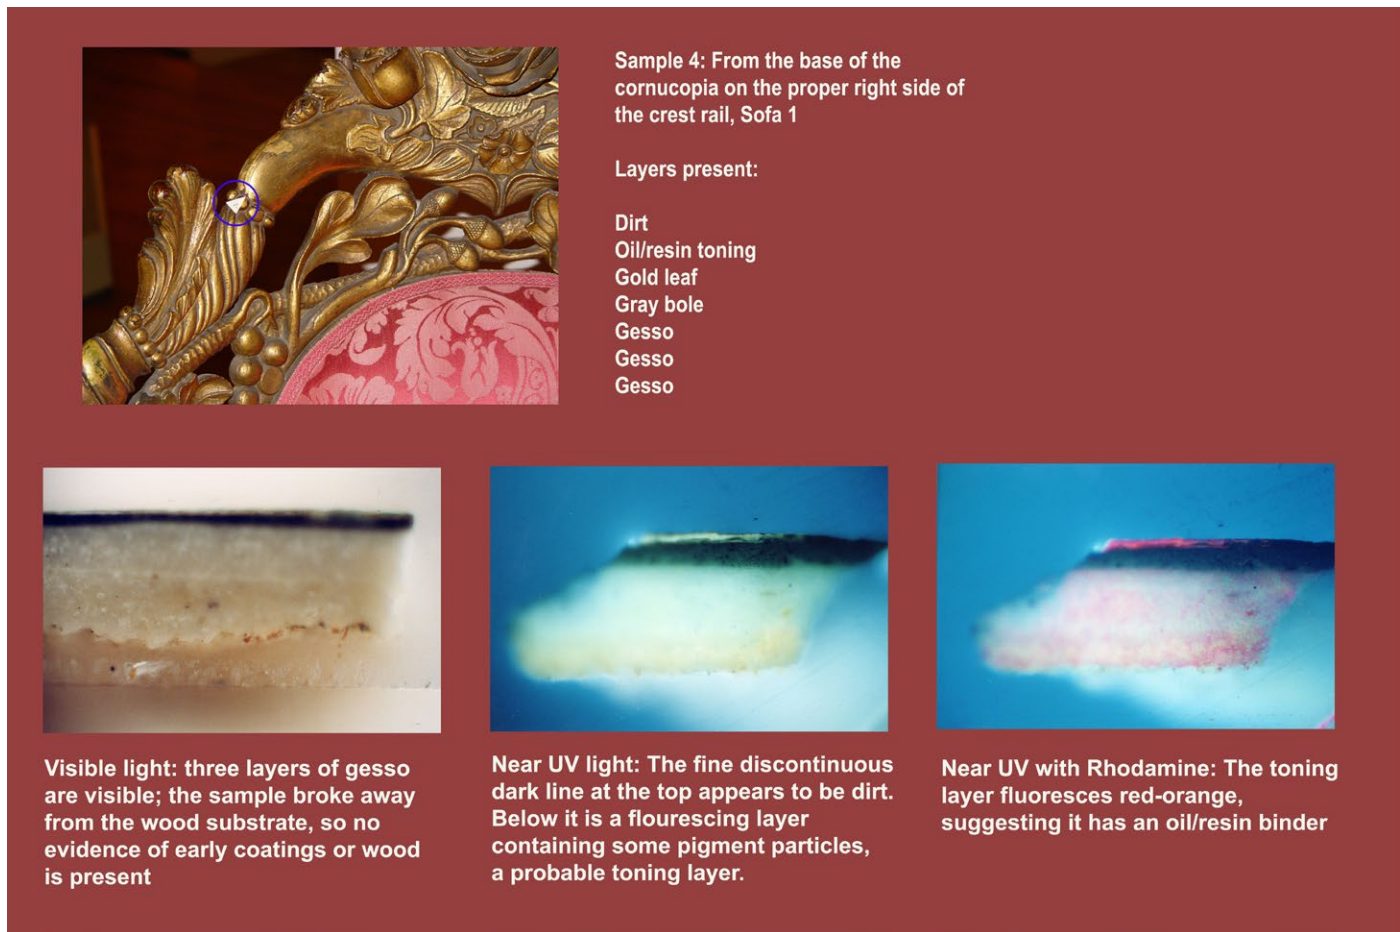 Sample 4: From the base of the
cornucopia on the proper right side of
the crest rail, Sofa 1
Layers present:
Dirt
Oil/resin toning
Gold leaf
Gray bole
Gesso
Gesso
Gesso
Visible light: three layers of gesso
are visible; the sample broke away
from the wood substrate, so no
evidence of early coatings or wood
is present
Near UV light: The fine discontinuous
dark line at the top appears to be dirt.
Below it is a flourescing layer
containing some pigment particles,
a probable toning layer.
Near UV with Rhodamine: The toning
layer fluoresces red-orange,
suggesting it has an oil/resin binder